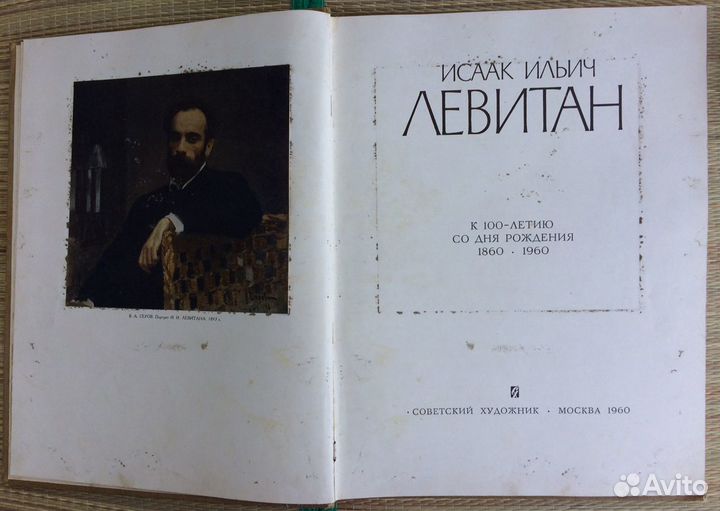 В. А. СЕРОВ Портрет И. И. ЛЕВИТАНА. 1893 г.
ИСААК ИЛЬИЧ
ЛЕВИТАН
К 100-ЛЕТИЮ
СО ДНЯ РОЖДЕНИЯ
1860 · 1960
· СОВЕТСКИЙ ХУДОЖНИК · МОСКВА 1960
Avito